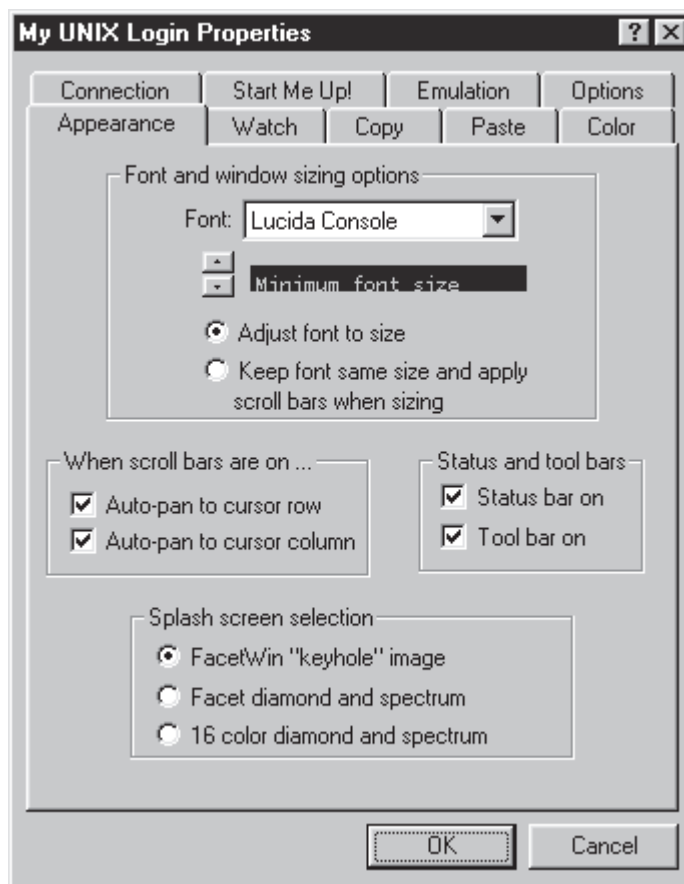 My UNIX Login Properties
Connection Start Me Up! Emulation Options
Appearance Watch Copy Paste Color
Font and window sizing options
Font: Lucida Console
Minimum font size
Adjust font to size
Keep font same size and apply
scroll bars when sizing
When scroll bars are on ... Status and tool bars
Auto-pan to cursor row Status bar on
Auto-pan to cursor column Tool bar on
Splash screen selection
FacetWin "keyhole" image
Facet diamond and spectrum
16 color diamond and spectrum
OK Cancel